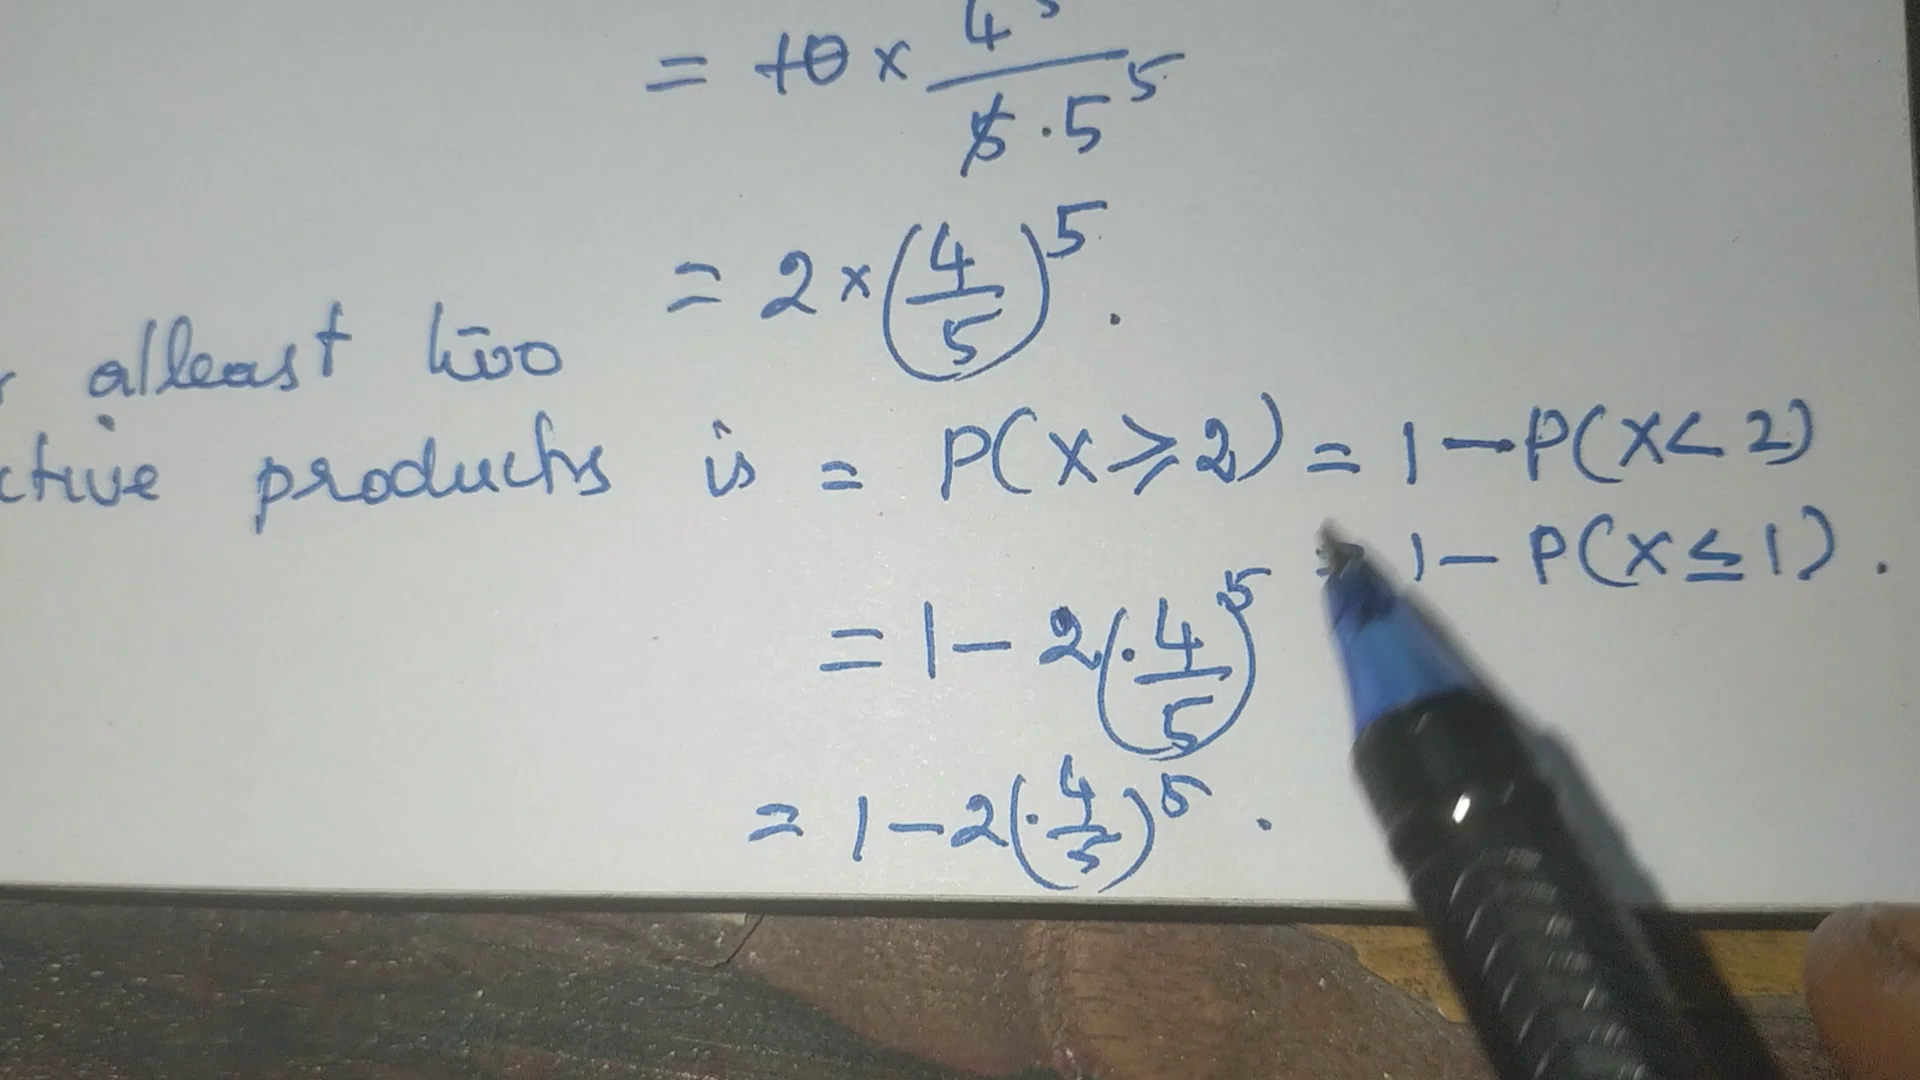 = 10 × 4⁵ / 5 · 5⁵
= 2 × (4/5)⁵ .
atleast two
ctive products is = P(X ≥ 2) = 1 – P(X < 2)
= 1 – P(X ≤ 1) .
= 1 – 2(· 4/5)⁵
= 1 – 2(· 4/5)⁵ .